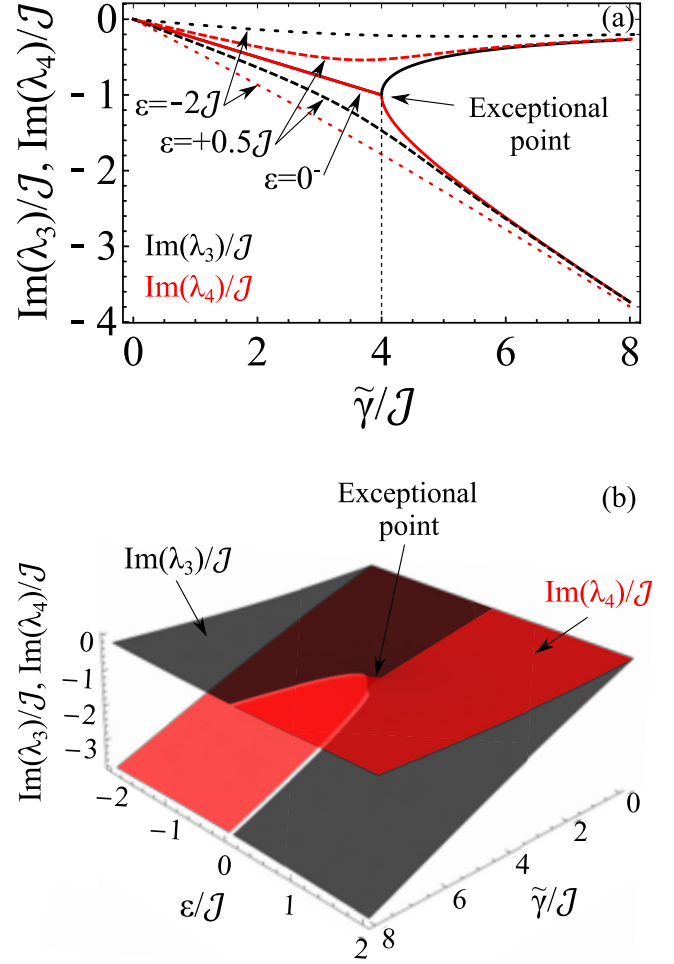 (a)
Im(λ₃)/𝒥, Im(λ₄)/𝒥
0
- 1
- 2
- 3
- 4
ε=-2𝒥
ε=+0.5𝒥
ε=0⁻
Exceptional
point
Im(λ₃)/𝒥
Im(λ₄)/𝒥
0 2 4 6 8
γ̃/𝒥
(b)
Exceptional
point
Im(λ₃)/𝒥
Im(λ₄)/𝒥
Im(λ₃)/𝒥, Im(λ₄)/𝒥
0
−1
−2
−3
−2 −1 0 1 2
ε/𝒥
8 6 4 2 0
γ̃/𝒥